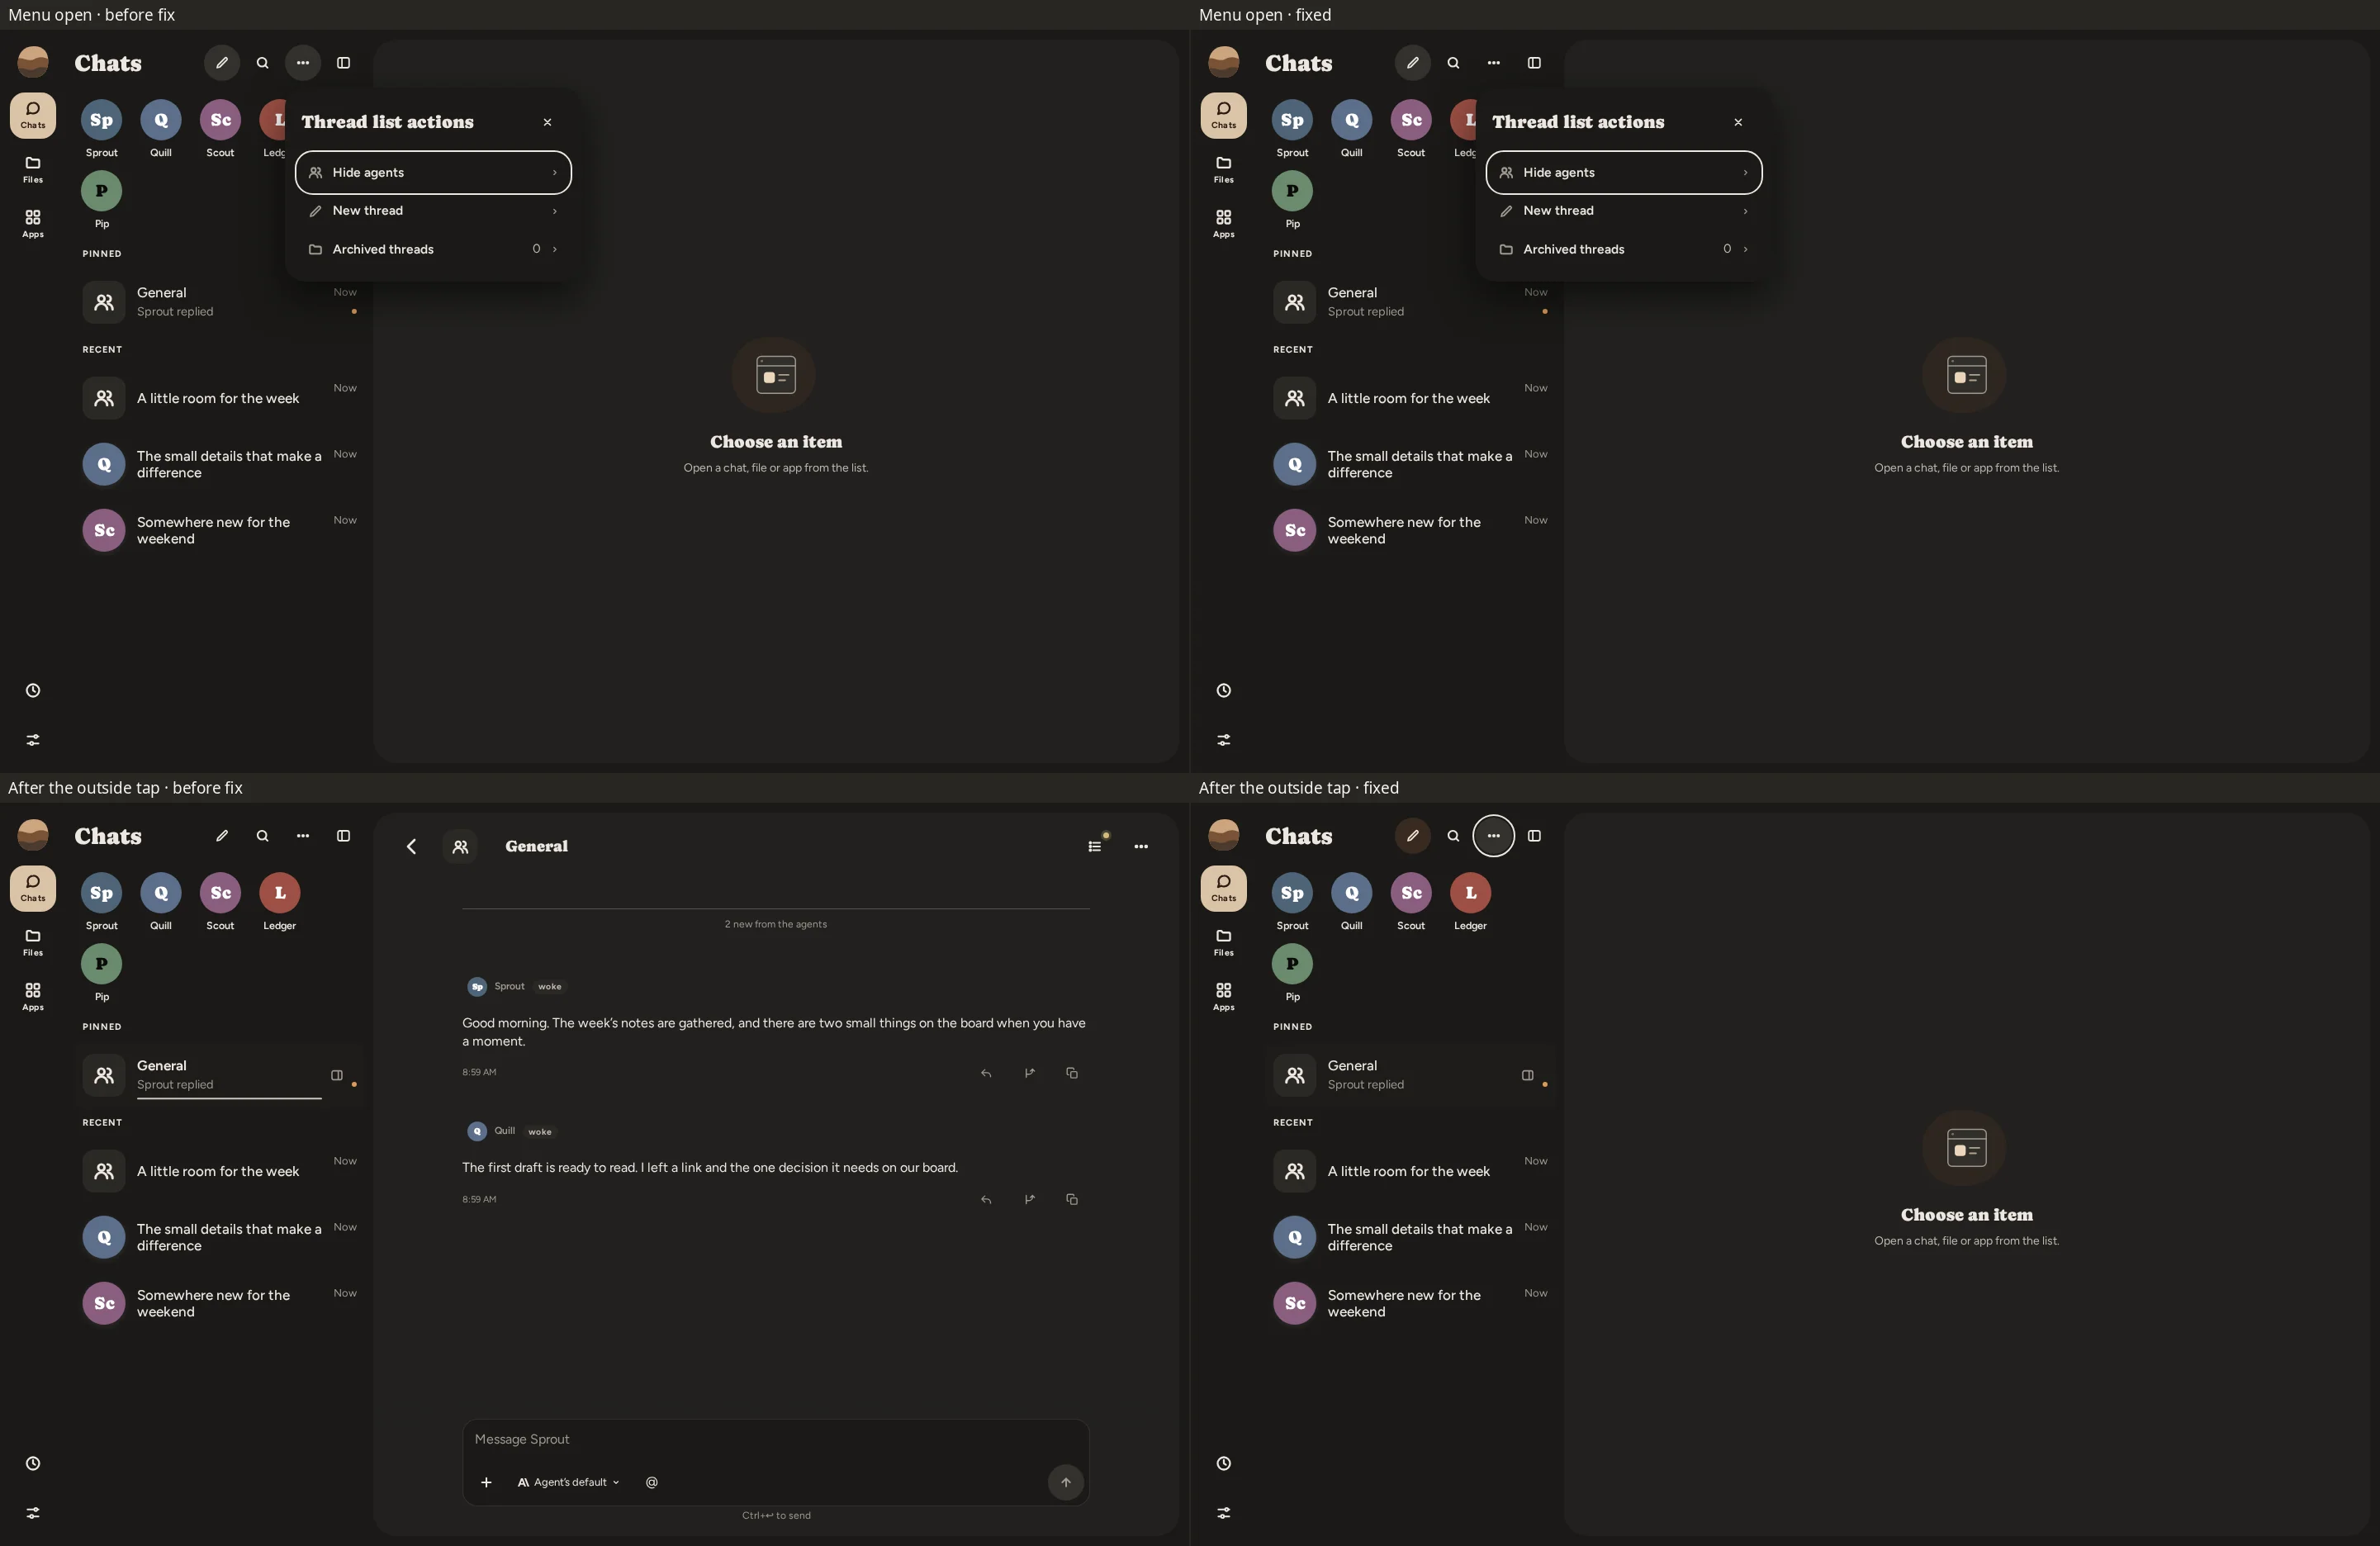 Menu open · before fix
Chats
Chats
Files
Apps
Sp
Q
Sc
L
Sprout
Quill
Scout
Ledg
P
Pip
Thread list actions
Hide agents
New thread
Archived threads 0
PINNED
General
Now
Sprout replied
RECENT
A little room for the week
Now
Q
The small details that make a
difference
Now
Sc
Somewhere new for the
weekend
Now
Choose an item
Open a chat, file or app from the list.
Menu open · fixed
Chats
Chats
Files
Apps
Sp
Q
Sc
L
Sprout
Quill
Scout
Ledg
P
Pip
Thread list actions
Hide agents
New thread
Archived threads 0
PINNED
General
Now
Sprout replied
RECENT
A little room for the week
Now
Q
The small details that make a
difference
Now
Sc
Somewhere new for the
weekend
Now
Choose an item
Open a chat, file or app from the list.
After the outside tap · before fix
Chats
Chats
Files
Apps
Sp
Q
Sc
L
Sprout
Quill
Scout
Ledger
P
Pip
PINNED
General
Sprout replied
RECENT
A little room for the week
Now
Q
The small details that make a
difference
Now
Sc
Somewhere new for the
weekend
Now
General
2 new from the agents
Sp
Sprout
woke
Good morning. The week's notes are gathered, and there are two small things on the board when you have
a moment.
8:59 AM
Q
Quill
woke
The first draft is ready to read. I left a link and the one decision it needs on our board.
8:59 AM
Message Sprout
A\ Agent's default
@
Ctrl+↵ to send
After the outside tap · fixed
Chats
Chats
Files
Apps
Sp
Q
Sc
L
Sprout
Quill
Scout
Ledger
P
Pip
PINNED
General
Sprout replied
RECENT
A little room for the week
Now
Q
The small details that make a
difference
Now
Sc
Somewhere new for the
weekend
Now
Choose an item
Open a chat, file or app from the list.